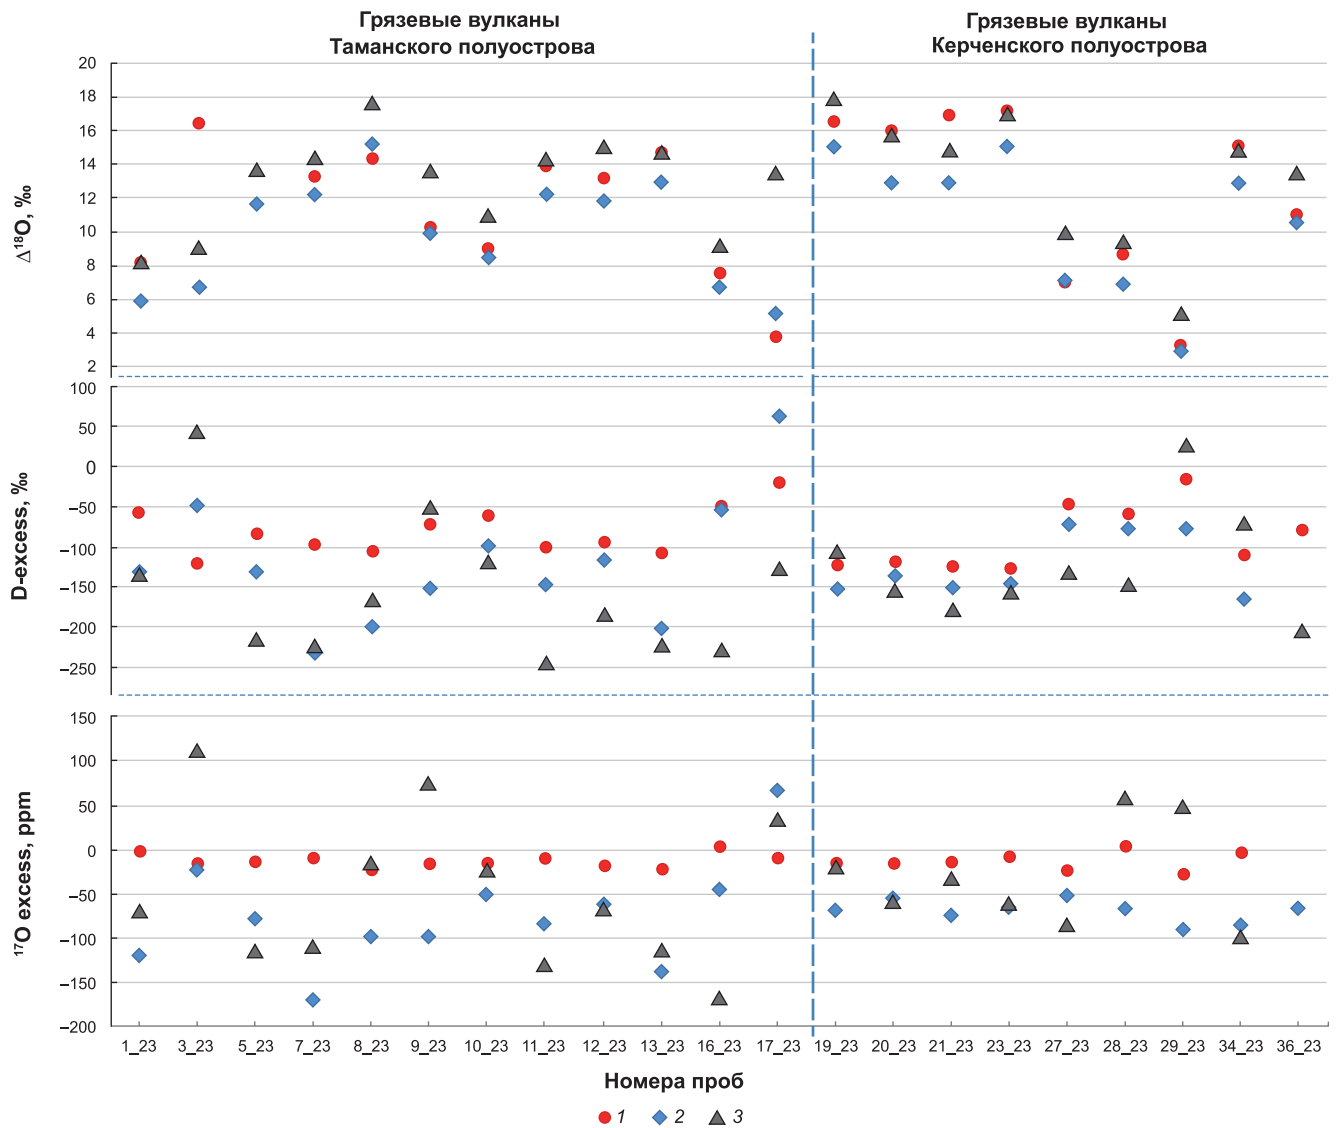 Грязевые вулканы
Таманского полуострова
Грязевые вулканы
Керченского полуострова
20
18
16
14
12
10
8
6
4
2
Δ¹⁸O, ‰
100
50
0
–50
–100
–150
–200
–250
D-excess, ‰
150
100
50
0
–50
–100
–150
–200
¹⁷O excess, ppm
1_23 3_23 5_23 7_23 8_23 9_23 10_23 11_23 12_23 13_23 16_23 17_23 19_23 20_23 21_23 23_23 27_23 28_23 29_23 34_23 36_23
Номера проб
1 2 3